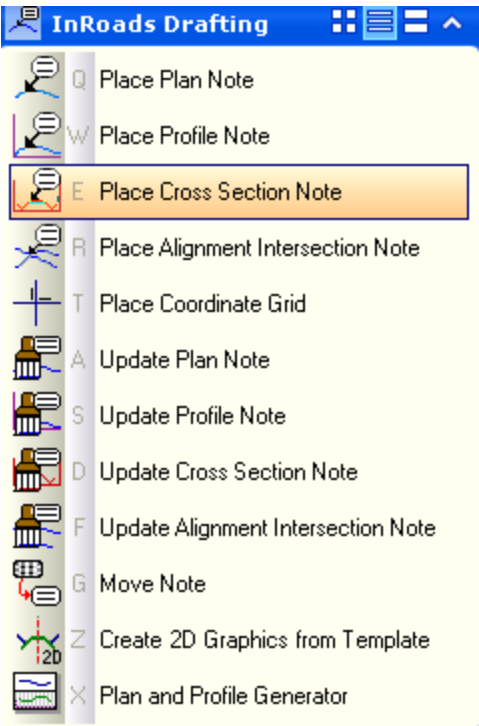 InRoads Drafting
Q Place Plan Note
W Place Profile Note
E Place Cross Section Note
R Place Alignment Intersection Note
T Place Coordinate Grid
A Update Plan Note
S Update Profile Note
D Update Cross Section Note
F Update Alignment Intersection Note
G Move Note
2D Z Create 2D Graphics from Template
X Plan and Profile Generator